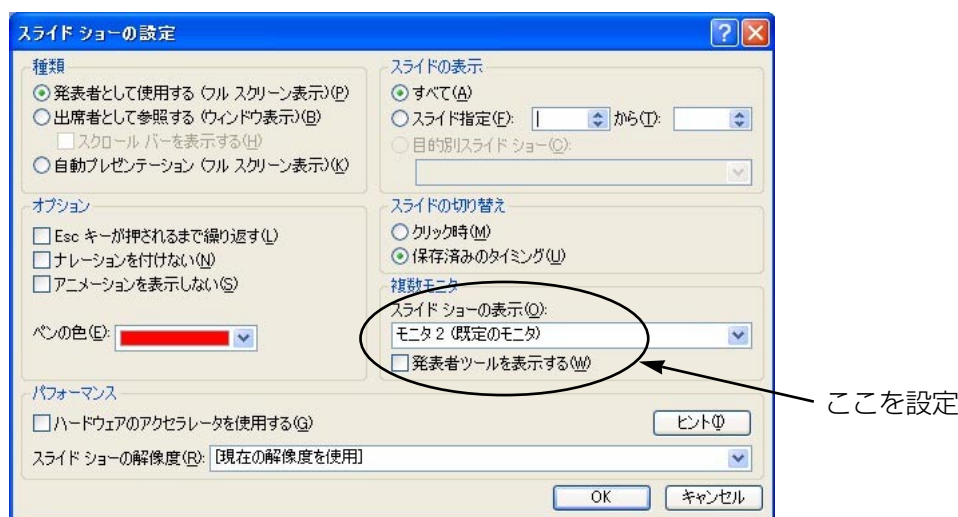 スライド ショーの設定
種類
発表者として使用する (フル スクリーン表示)(P)
出席者として参照する (ウィンドウ表示)(B)
スクロール バーを表示する(H)
自動プレゼンテーション (フル スクリーン表示)(K)
スライドの表示
すべて(A)
スライド指定(F): から(T):
目的別スライド ショー(C):
オプション
Esc キーが押されるまで繰り返す(L)
ナレーションを付けない(N)
アニメーションを表示しない(S)
ペンの色(E):
スライドの切り替え
クリック時(M)
保存済みのタイミング(U)
複数モニタ
スライド ショーの表示(O):
モニタ 2 (既定のモニタ)
発表者ツールを表示する(W)
ここを設定
パフォーマンス
ハードウェアのアクセラレータを使用する(G)
ヒント(I)
スライド ショーの解像度(R): [現在の解像度を使用]
OK キャンセル